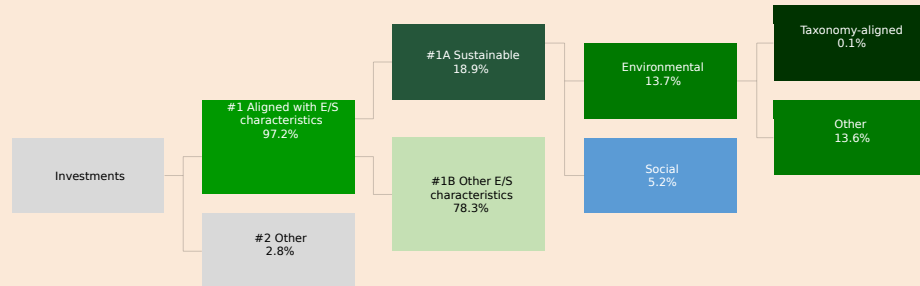 Investments
#1 Aligned with E/S
characteristics
97.2%
#2 Other
2.8%
#1A Sustainable
18.9%
#1B Other E/S
characteristics
78.3%
Environmental
13.7%
Social
5.2%
Taxonomy-aligned
0.1%
Other
13.6%